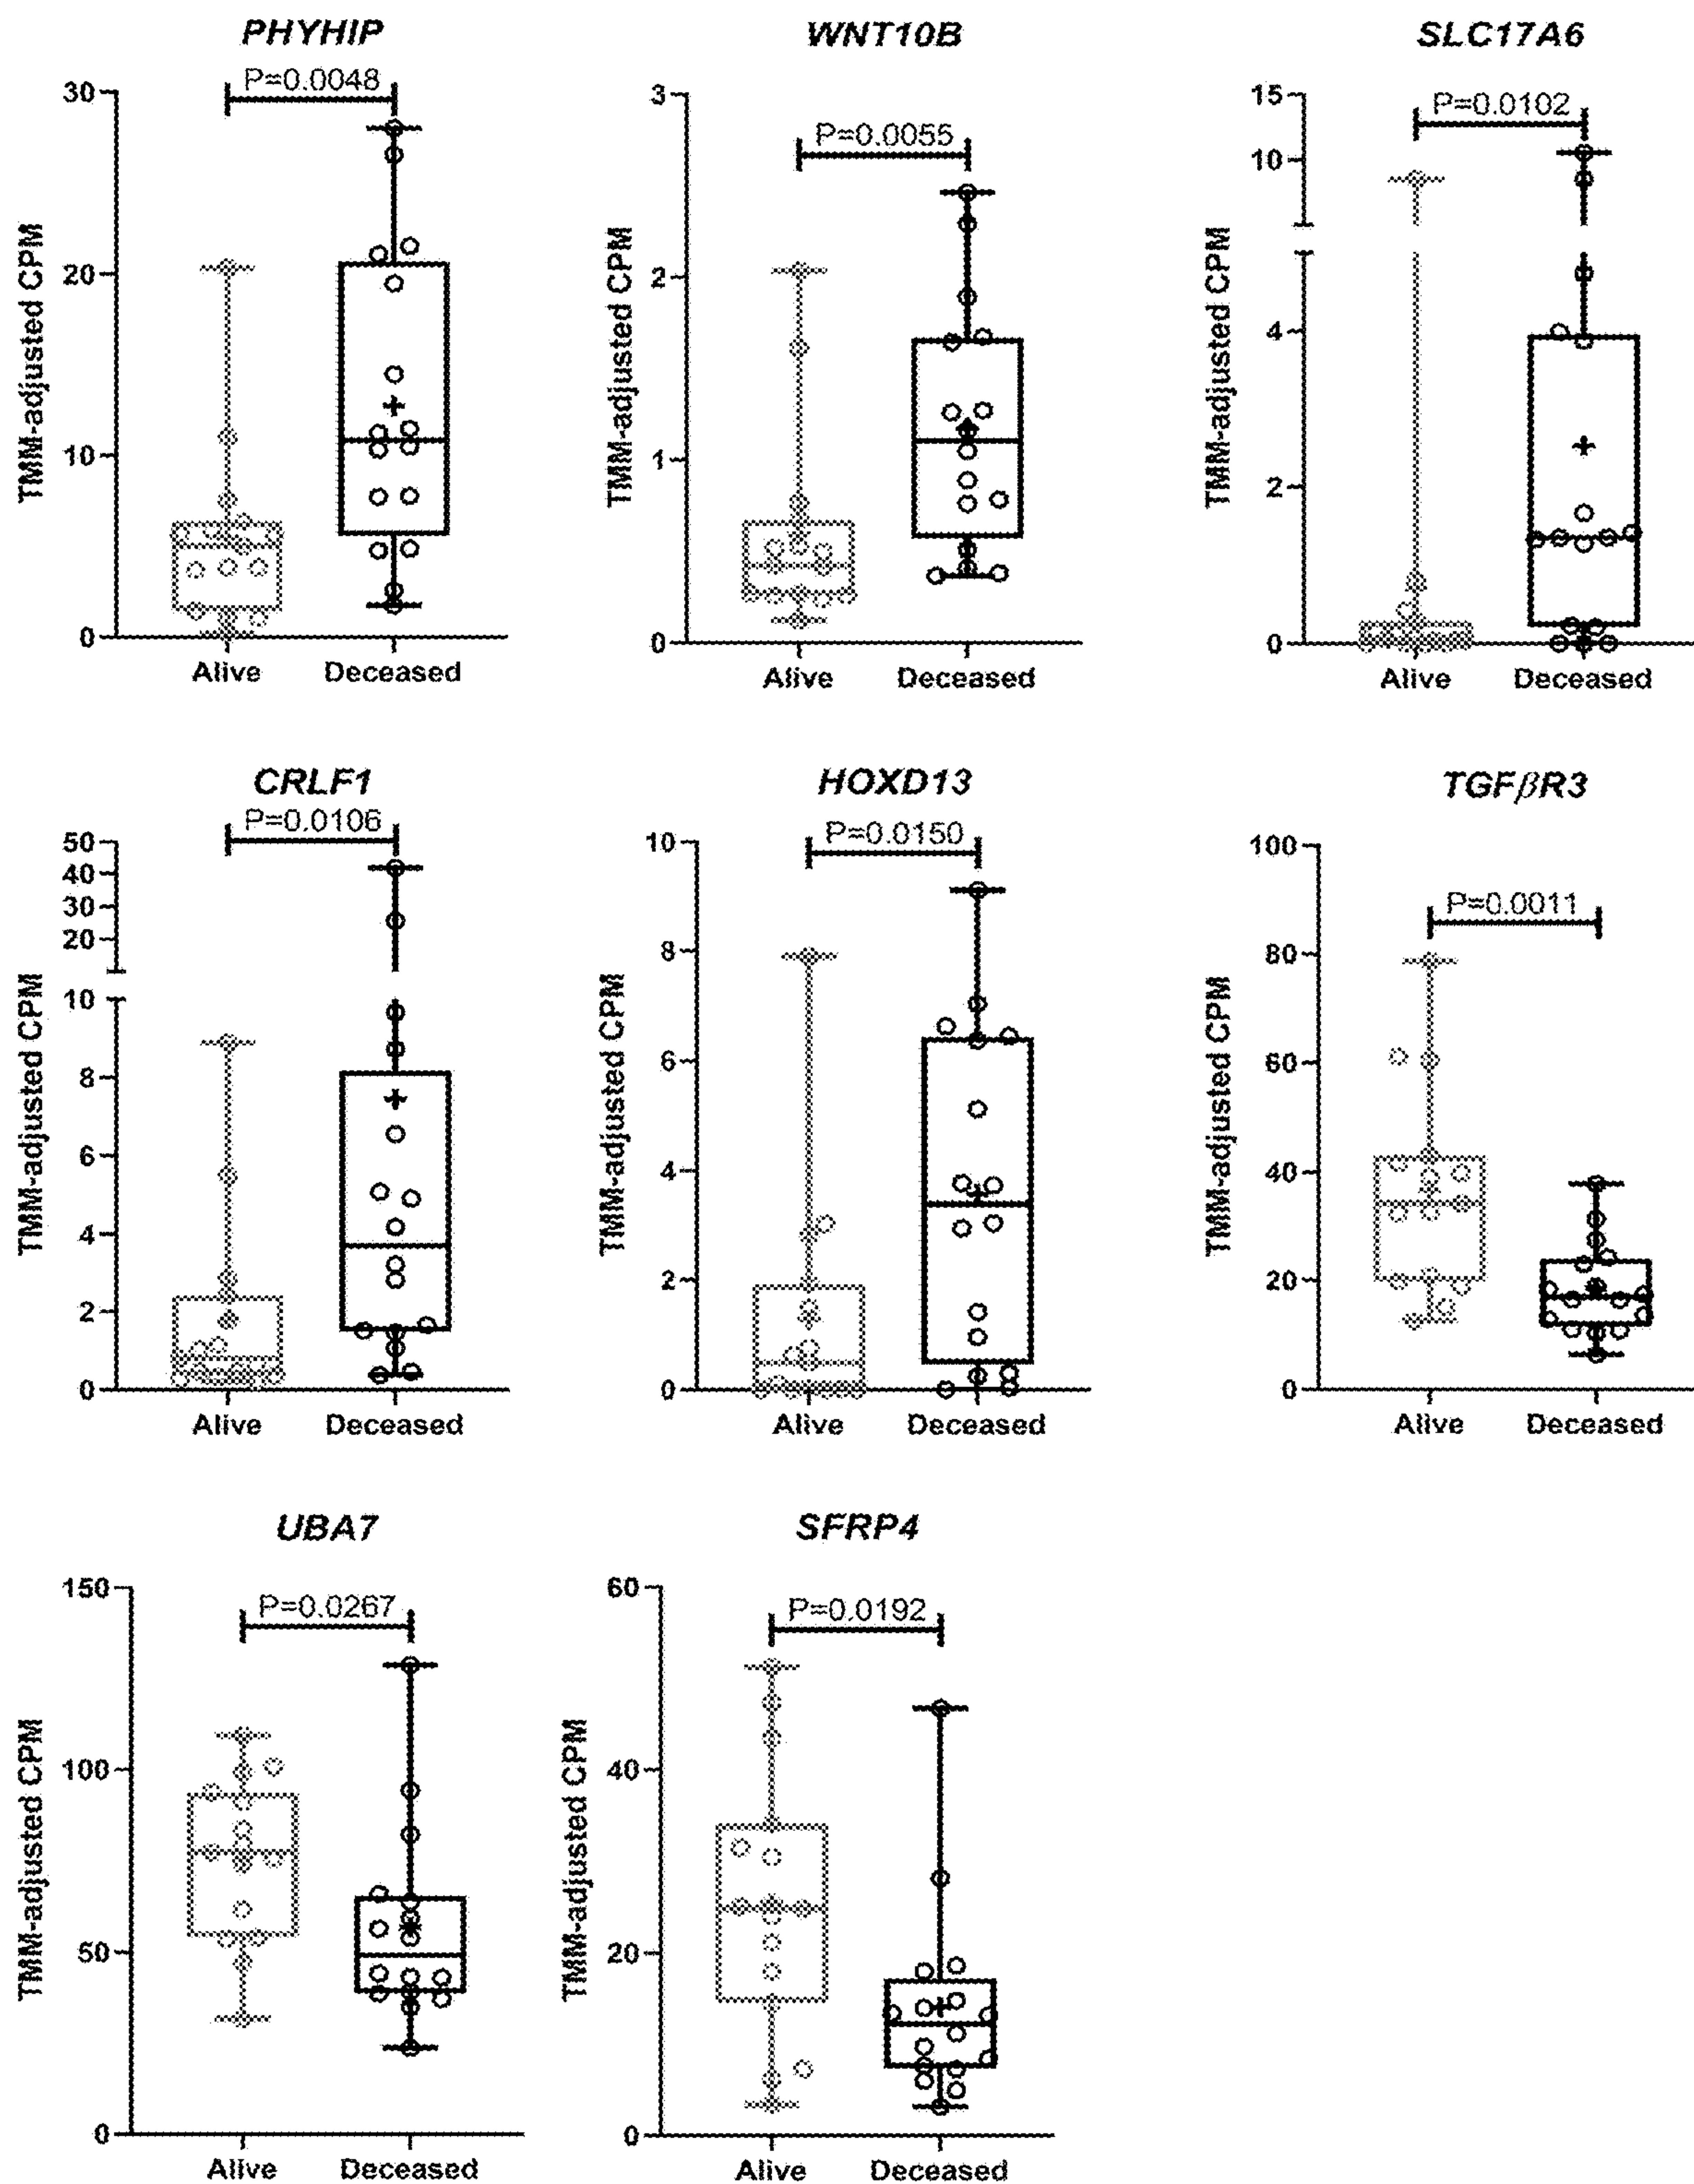 PHYHIP
P=0.0048
TMM-adjusted CPM
30
20
10
0
Alive Deceased
WNT10B
P=0.0055
TMM-adjusted CPM
3
2
1
0
Alive Deceased
SLC17A6
P=0.0102
TMM-adjusted CPM
15
10
4
2
0
Alive Deceased
CRLF1
P=0.0106
TMM-adjusted CPM
50
40
30
20
10
8
6
4
2
0
Alive Deceased
HOXD13
P=0.0150
TMM-adjusted CPM
10
8
6
4
2
0
Alive Deceased
TGFβR3
P=0.0011
TMM-adjusted CPM
100
80
60
40
20
0
Alive Deceased
UBA7
P=0.0267
TMM-adjusted CPM
150
100
50
0
Alive Deceased
SFRP4
P=0.0192
TMM-adjusted CPM
60
40
20
0
Alive Deceased